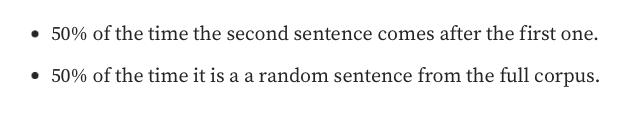 • 50% of the time the second sentence comes after the first one.
• 50% of the time it is a a random sentence from the full corpus.